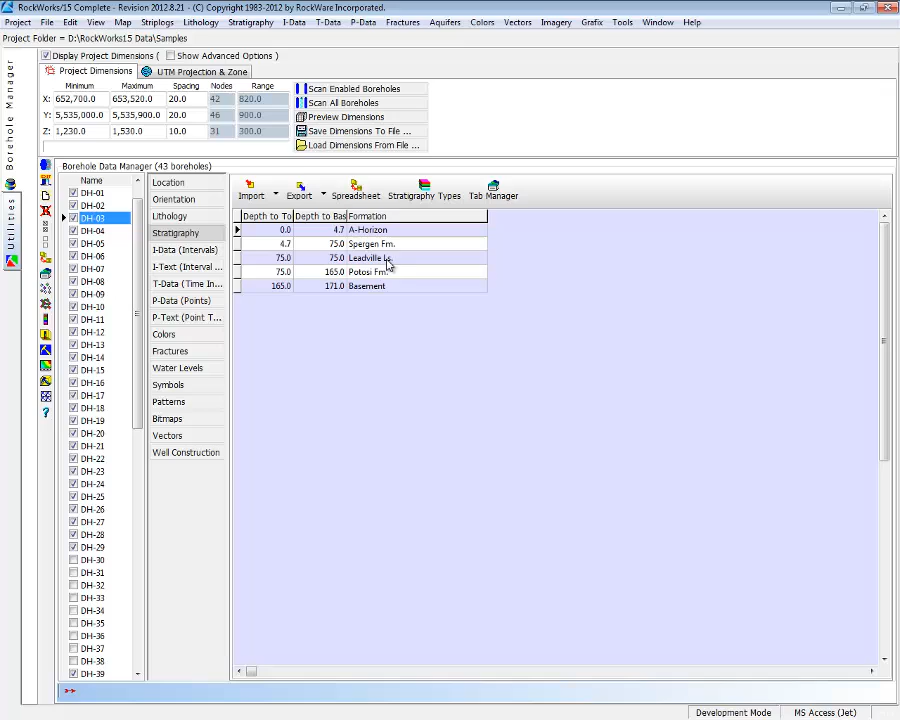 RockWorks/15 Complete - Revision 2012.8.21 - (C) Copyright 1983-2012 by RockWare Incorporated.
Project File Edit View Map Striplogs Lithology Stratigraphy I-Data T-Data P-Data Fractures Aquifers Colors Vectors Imagery Grafix Tools Window Help
Project Folder = D:\RockWorks15 Data\Samples
Display Project Dimensions ( Show Advanced Options )
Project Dimensions UTM Projection & Zone
Minimum Maximum Spacing Nodes Range
X: 652,700.0 653,520.0 20.0 42 820.0
Y: 5,535,000.0 5,535,900.0 20.0 46 900.0
Z: 1,230.0 1,530.0 10.0 31 300.0
Scan Enabled Boreholes
Scan All Boreholes
Preview Dimensions
Save Dimensions To File ...
Load Dimensions From File ...
Borehole Manager
Utilities
Borehole Data Manager (43 boreholes)
Name
DH-01
DH-02
DH-03
DH-04
DH-05
DH-06
DH-07
DH-08
DH-09
DH-10
DH-11
DH-12
DH-13
DH-14
DH-15
DH-16
DH-17
DH-18
DH-19
DH-20
DH-21
DH-22
DH-23
DH-24
DH-25
DH-26
DH-27
DH-28
DH-29
DH-30
DH-31
DH-32
DH-33
DH-34
DH-35
DH-36
DH-37
DH-38
DH-39
Location
Orientation
Lithology
Stratigraphy
I-Data (Intervals)
I-Text (Interval ...
T-Data (Time In...
P-Data (Points)
P-Text (Point T...
Colors
Fractures
Water Levels
Symbols
Patterns
Bitmaps
Vectors
Well Construction
Import Export Spreadsheet Stratigraphy Types Tab Manager
Depth to To Depth to Bas Formation
0.0 4.7 A-Horizon
4.7 75.0 Spergen Fm.
75.0 75.0 Leadville Ls.
75.0 165.0 Potosi Fm.
165.0 171.0 Basement
Development Mode MS Access (Jet)